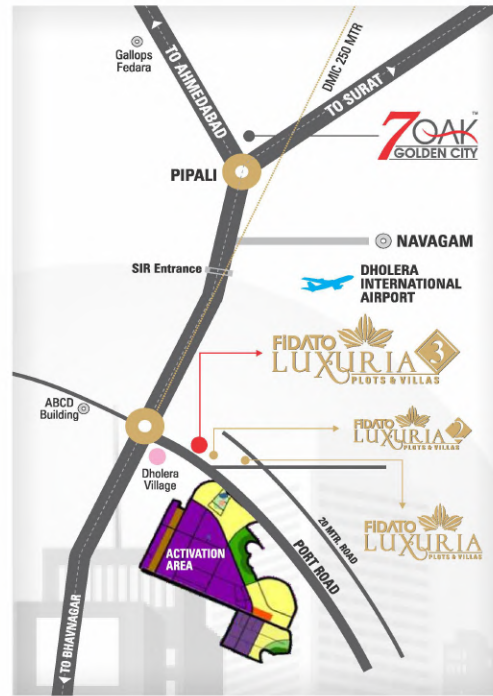 Gallops
Fedara
TO AHMEDABAD
DMIC 250 MTR
TO SURAT
7OAK™
GOLDEN CITY
PIPALI
NAVAGAM
SIR Entrance
DHOLERA
INTERNATIONAL
AIRPORT
FIDATO
LUXURIA 3
PLOTS & VILLAS
ABCD
Building
FIDATO
LUXURIA 2
PLOTS & VILLAS
Dholera
Village
20 MTR. ROAD
FIDATO
LUXURIA
PLOTS & VILLAS
ACTIVATION
AREA
PORT ROAD
TO BHAVNAGAR